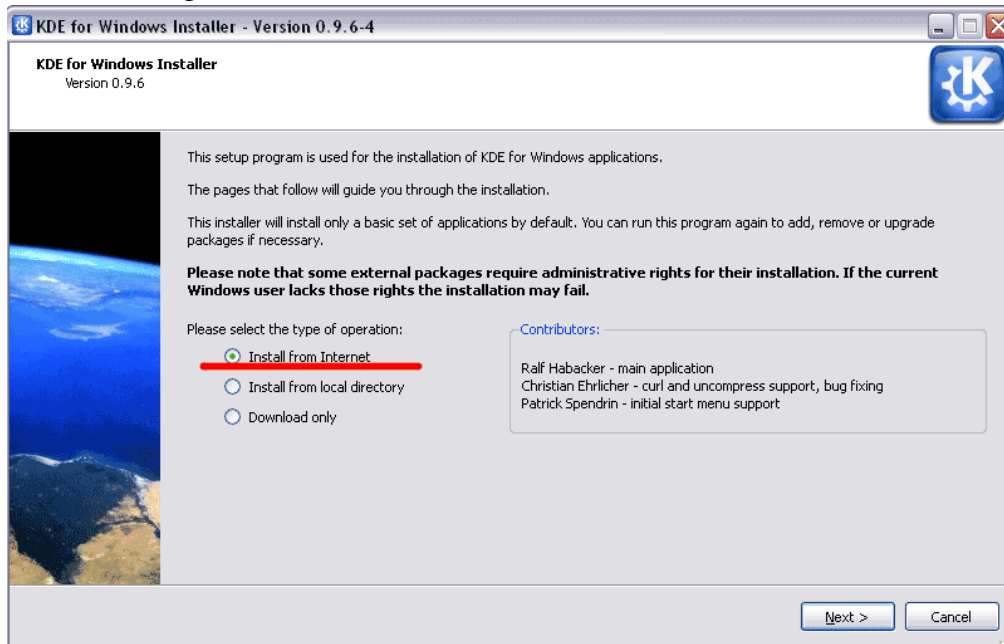 KDE for Windows Installer - Version 0.9.6-4
KDE for Windows Installer
Version 0.9.6
This setup program is used for the installation of KDE for Windows applications.
The pages that follow will guide you through the installation.
This installer will install only a basic set of applications by default. You can run this program again to add, remove or upgrade
packages if necessary.
Please note that some external packages require administrative rights for their installation. If the current
Windows user lacks those rights the installation may fail.
Please select the type of operation:
Install from Internet
Install from local directory
Download only
Contributors:
Ralf Habacker - main application
Christian Ehrlicher - curl and uncompress support, bug fixing
Patrick Spendrin - initial start menu support
Next >
Cancel